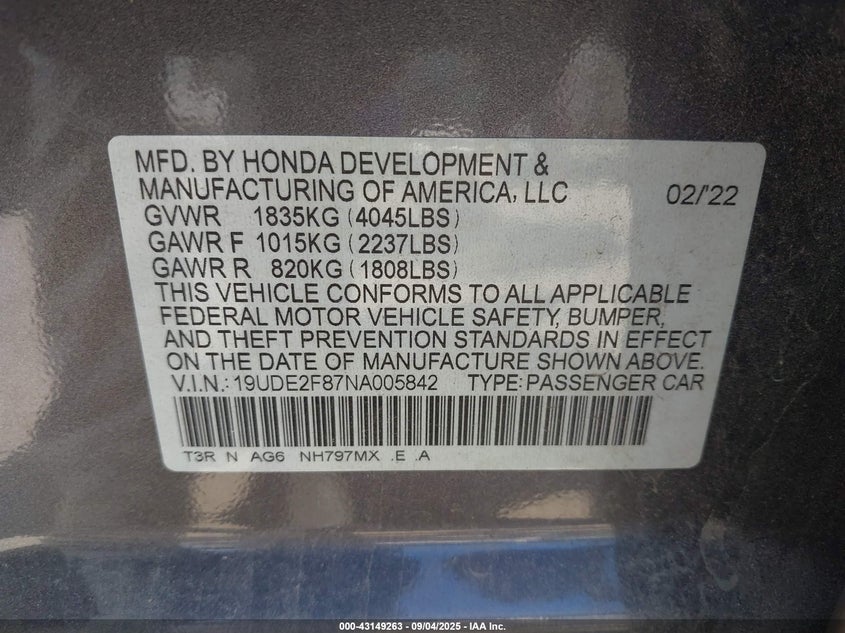 MFD. BY HONDA DEVELOPMENT &
MANUFACTURING OF AMERICA, LLC 02/'22
GVWR 1835KG (4045LBS)
GAWR F 1015KG (2237LBS)
GAWR R 820KG (1808LBS)
THIS VEHICLE CONFORMS TO ALL APPLICABLE
FEDERAL MOTOR VEHICLE SAFETY, BUMPER,
AND THEFT PREVENTION STANDARDS IN EFFECT
ON THE DATE OF MANUFACTURE SHOWN ABOVE.
V.I.N.: 19UDE2F87NA005842 TYPE: PASSENGER CAR
T3R N AG6 NH797MX .E .A
000-43149263 - 09/04/2025 - IAA Inc.